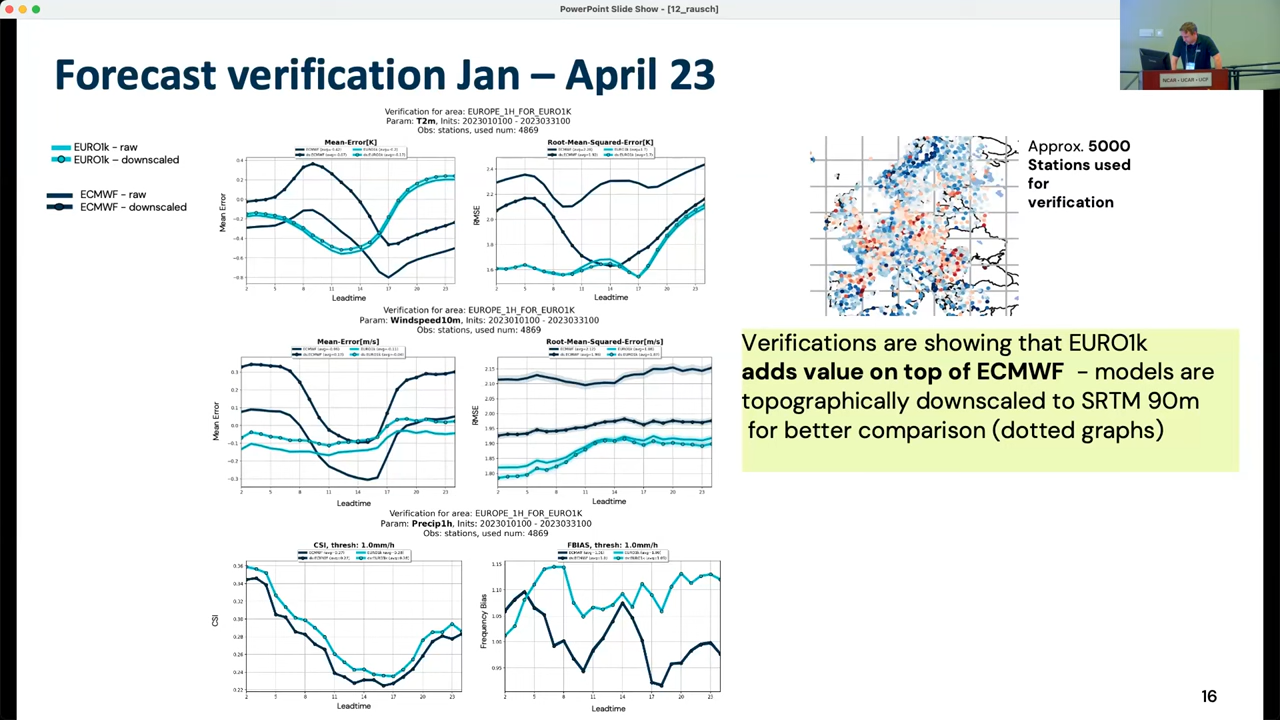 PowerPoint Slide Show - [12_rausch]
Forecast verification Jan – April 23
NCAR - UCAR - UCP
EURO1k - raw
EURO1k – downscaled
ECMWF - raw
ECMWF - downscaled
Verification for area: EUROPE_1H_FOR_EURO1K
Param: T2m, Inits: 2023010100 - 2023033100
Obs: stations, used num: 4869
Mean-Error[K]
Root-Mean-Squared-Error[K]
Mean Error
RMSE
Leadtime
Leadtime
Verification for area: EUROPE_1H_FOR_EURO1K
Param: Windspeed10m, Inits: 2023010100 - 2023033100
Obs: stations, used num: 4869
Mean-Error[m/s]
Root-Mean-Squared-Error[m/s]
Mean Error
RMSE
Leadtime
Leadtime
Verification for area: EUROPE_1H_FOR_EURO1K
Param: Precip1h, Inits: 2023010100 - 2023033100
Obs: stations, used num: 4869
CSI, thresh: 1.0mm/h
FBIAS, thresh: 1.0mm/h
CSI
Frequency Bias
Leadtime
Leadtime
Approx. 5000
Stations used
for
verification
Verifications are showing that EURO1k
adds value on top of ECMWF - models are
topographically downscaled to SRTM 90m
for better comparison (dotted graphs)
16